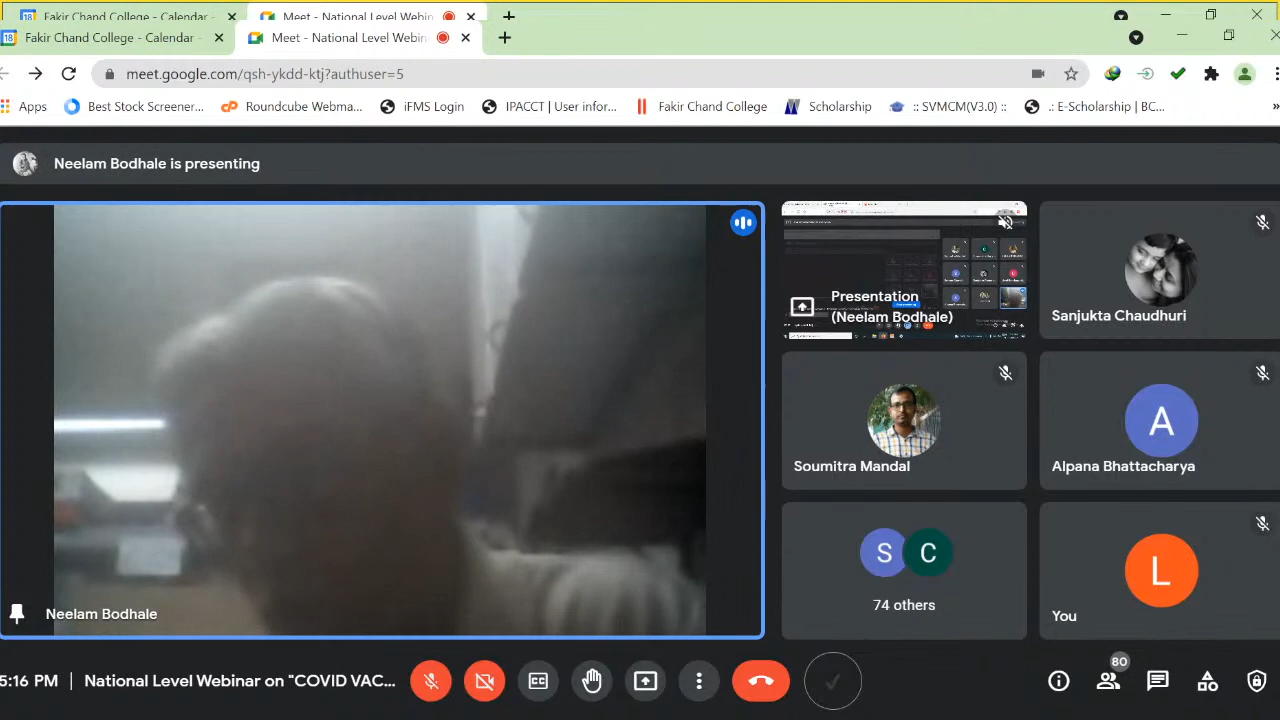 Fakir Chand College - Calendar -
Meet - National Level Webin
Fakir Chand College - Calendar -
Meet - National Level Webin
meet.google.com/qsh-ykdd-ktj?authuser=5
Apps
Best Stock Screener...
Roundcube Webma...
iFMS Login
IPACCT | User infor...
Fakir Chand College
Scholarship
:: SVMCM(V3.0) ::
.: E-Scholarship | BC...
»
Neelam Bodhale is presenting
Presentation
(Neelam Bodhale)
Sanjukta Chaudhuri
Soumitra Mandal
A
Alpana Bhattacharya
S C
74 others
L
You
Neelam Bodhale
80
5:16 PM | National Level Webinar on "COVID VAC...
CC